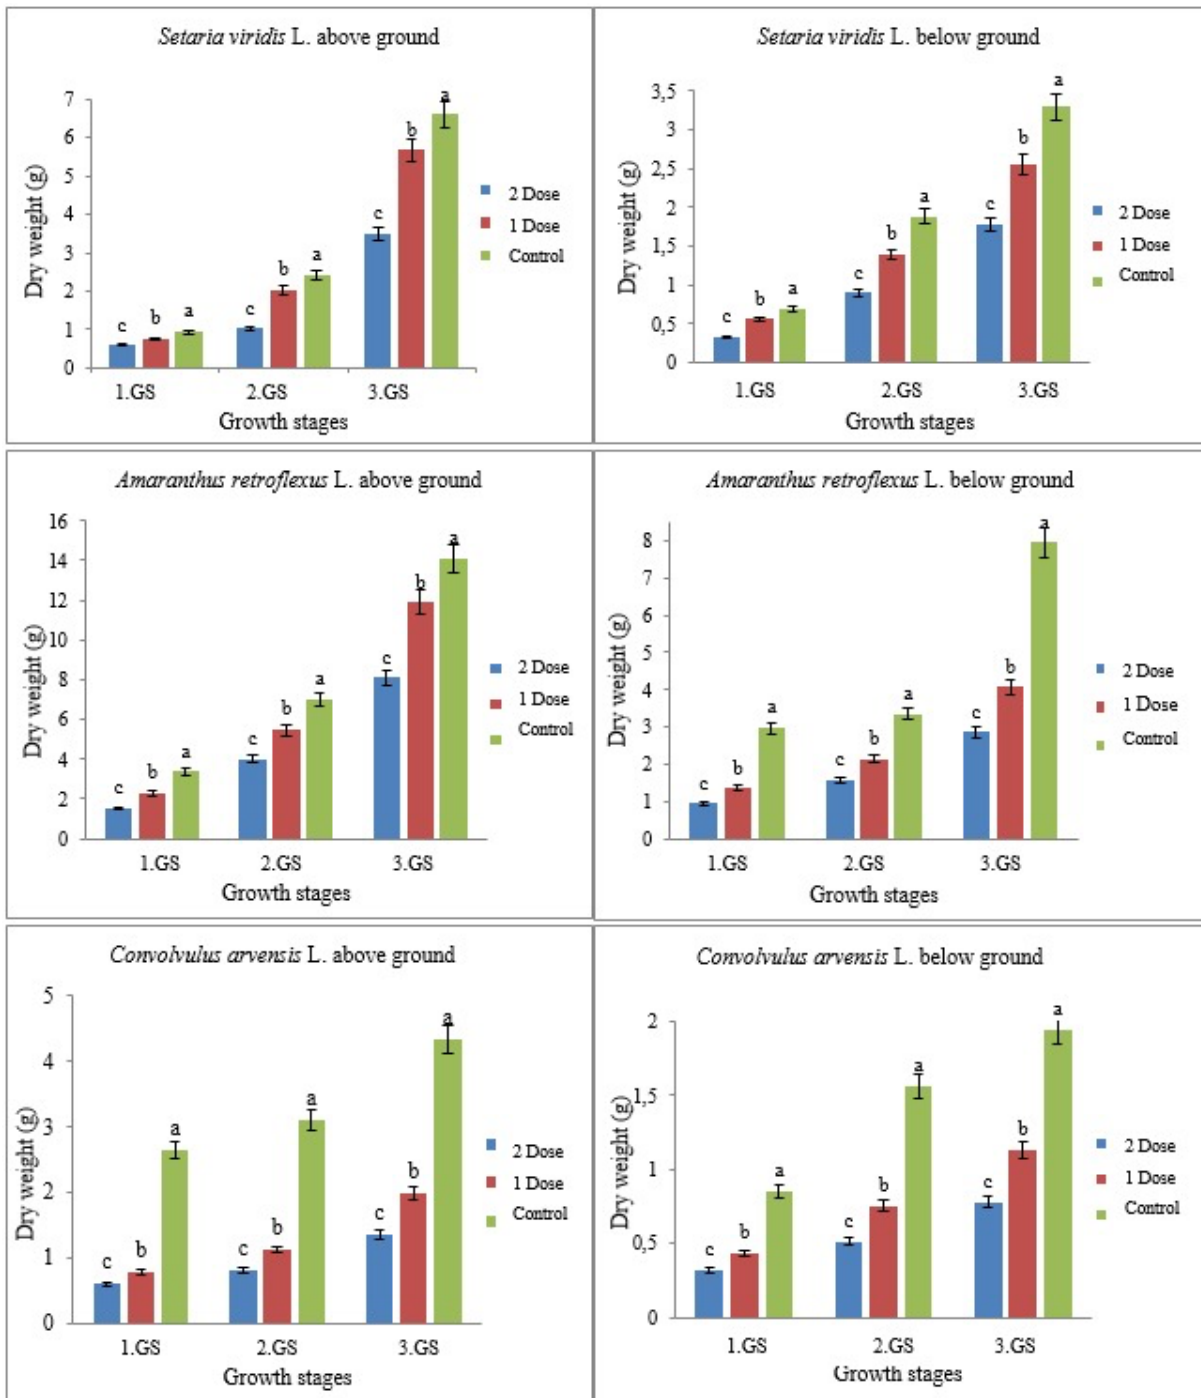 Setaria viridis L. above ground
7
6
5
4
3
2
1
0
Dry weight (g)
c b a
c b a
c b a
1.GS 2.GS 3.GS
Growth stages
2 Dose
1 Dose
Control
Setaria viridis L. below ground
3,5
3
2,5
2
1,5
1
0,5
0
Dry weight (g)
c b a
c b a
c b a
1.GS 2.GS 3.GS
Growth stages
2 Dose
1 Dose
Control
Amaranthus retroflexus L. above ground
16
14
12
10
8
6
4
2
0
Dry weight (g)
c b a
c b a
c b a
1.GS 2.GS 3.GS
Growth stages
2 Dose
1 Dose
Control
Amaranthus retroflexus L. below ground
8
7
6
5
4
3
2
1
0
Dry weight (g)
c b a
c b a
c b a
1.GS 2.GS 3.GS
Growth stages
2 Dose
1 Dose
Control
Convolvulus arvensis L. above ground
5
4
3
2
1
0
Dry weight (g)
c b a
c b a
c b a
1.GS 2.GS 3.GS
Growth stages
2 Dose
1 Dose
Control
Convolvulus arvensis L. below ground
2
1,5
1
0,5
0
Dry weight (g)
c b a
c b a
c b a
1.GS 2.GS 3.GS
Growth stages
2 Dose
1 Dose
Control